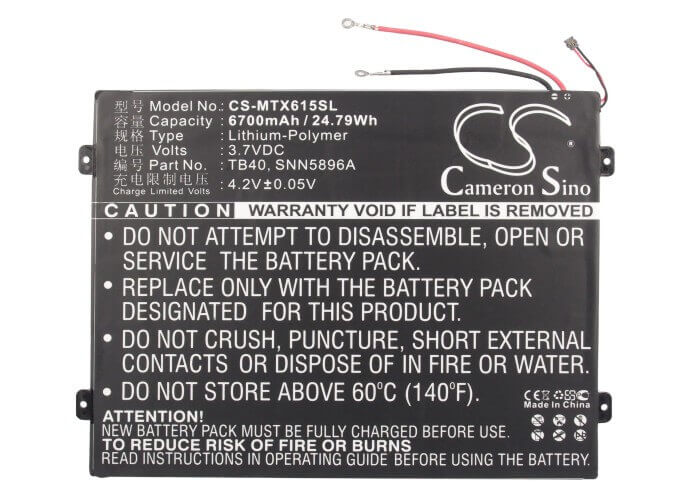 型号 Model No.: CS-MTX615SL
容量 Capacity: 6700mAh / 24.79Wh
类型 Type: Lithium-Polymer
电压 Volts: 3.7VDC
编号 Part No.: TB40, SNN5896A
充电限制电压 4.2V±0.05V
Charge Limited Volts
CS
Cameron Sino
CAUTION WARRANTY VOID IF LABEL IS REMOVED
• DO NOT ATTEMPT TO DISASSEMBLE, OPEN OR
SERVICE THE BATTERY PACK.
• REPLACE ONLY WITH THE BATTERY PACK
DESIGNATED FOR THIS PRODUCT.
• DO NOT CRUSH, PUNCTURE, SHORT EXTERNAL
CONTACTS OR DISPOSE OF IN FIRE OR WATER.
• DO NOT STORE ABOVE 60°C (140°F).
CE
Made In China
ATTENTION!
NEW BATTERY PACK MUST BE FULLY CHARGED BEFORE USE
TO REDUCE RISK OF FIRE OR BURNS
READ INSTRUCTIONS IN OPERATING GUIDE BEFORE USING BATTERY